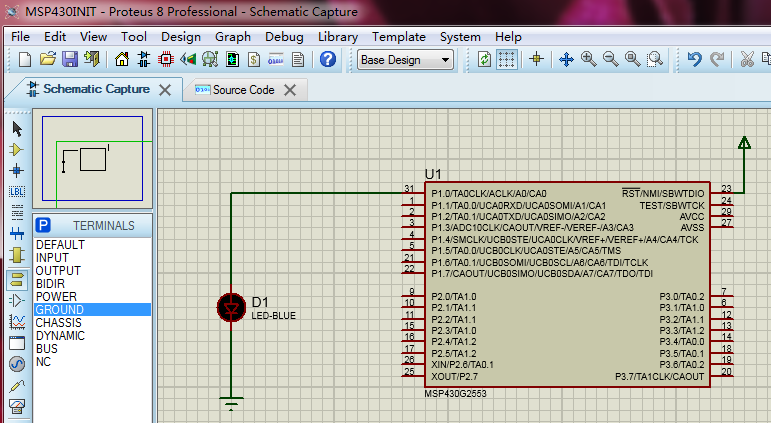 MSP430INIT - Proteus 8 Professional - Schematic Capture
File Edit View Tool Design Graph Debug Library Template System Help
Base Design
Schematic Capture
Source Code
LBL
P TERMINALS
DEFAULT
INPUT
OUTPUT
BIDIR
POWER
GROUND
CHASSIS
DYNAMIC
BUS
NC
U1
31 P1.0/TA0CLK/ACLK/A0/CA0 RST/NMI/SBWTDIO 23
1 P1.1/TA0.0/UCA0RXD/UCA0SOMI/A1/CA1 TEST/SBWTCK 24
2 P1.2/TA0.1/UCA0TXD/UCA0SIMO/A2/CA2 AVCC 29
3 P1.3/ADC10CLK/CAOUT/VREF-/VEREF-/A3/CA3 AVSS 27
4 P1.4/SMCLK/UCB0STE/UCA0CLK/VREF+/VEREF+/A4/CA4/TCK
5 P1.5/TA0.0/UCB0CLK/UCA0STE/A5/CA5/TMS
21 P1.6/TA0.1/UCB0SOMI/UCB0SCL/A6/CA6/TDI/TCLK
22 P1.7/CAOUT/UCB0SIMO/UCB0SDA/A7/CA7/TDO/TDI
9 P2.0/TA1.0 P3.0/TA0.2 7
10 P2.1/TA1.1 P3.1/TA1.0 6
11 P2.2/TA1.1 P3.2/TA1.1 12
15 P2.3/TA1.0 P3.3/TA1.2 13
16 P2.4/TA1.2 P3.4/TA0.0 14
17 P2.5/TA1.2 P3.5/TA0.1 18
26 XIN/P2.6/TA0.1 P3.6/TA0.2 19
25 XOUT/P2.7 P3.7/TA1CLK/CAOUT 20
MSP430G2553
D1
LED-BLUE